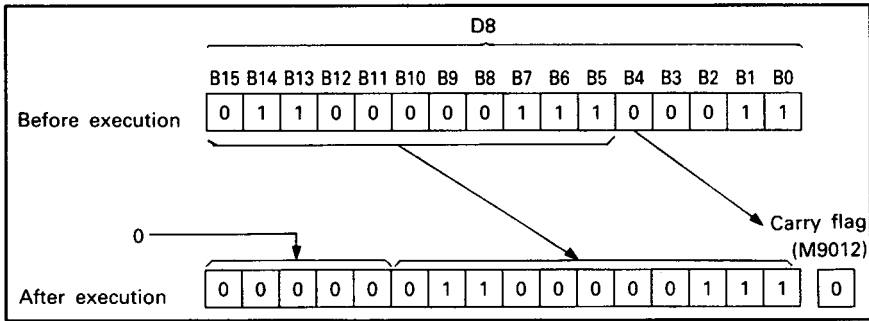 D8
B15 B14 B13 B12 B11 B10 B9 B8 B7 B6 B5 B4 B3 B2 B1 B0
Before execution 0 1 1 0 0 0 0 0 1 1 1 0 0 0 1 1
0
Carry flag
(M9012)
After execution 0 0 0 0 0 0 1 1 0 0 0 0 0 1 1 1 0